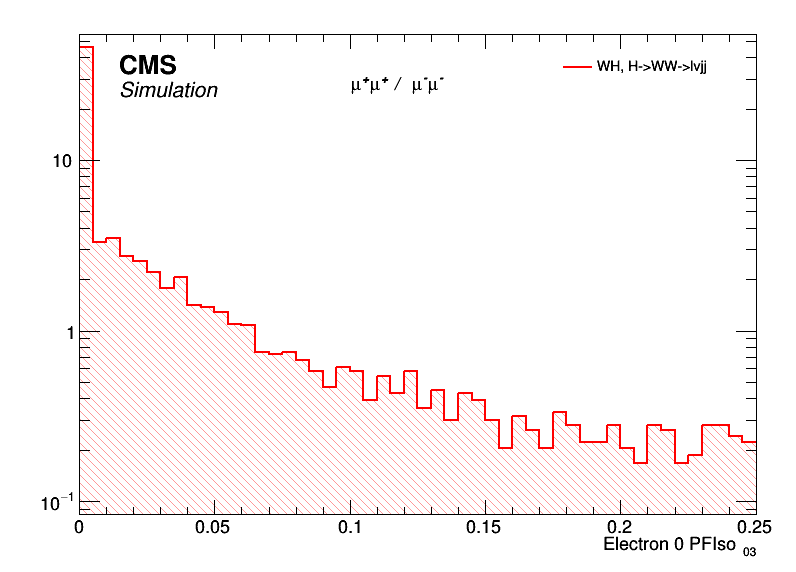 CMS
Simulation
μ⁺μ⁺ / μ⁻μ⁻
WH, H->WW->lvjj
10
1
10⁻¹
0 0.05 0.1 0.15 0.2 0.25
Electron 0 PFIso 03